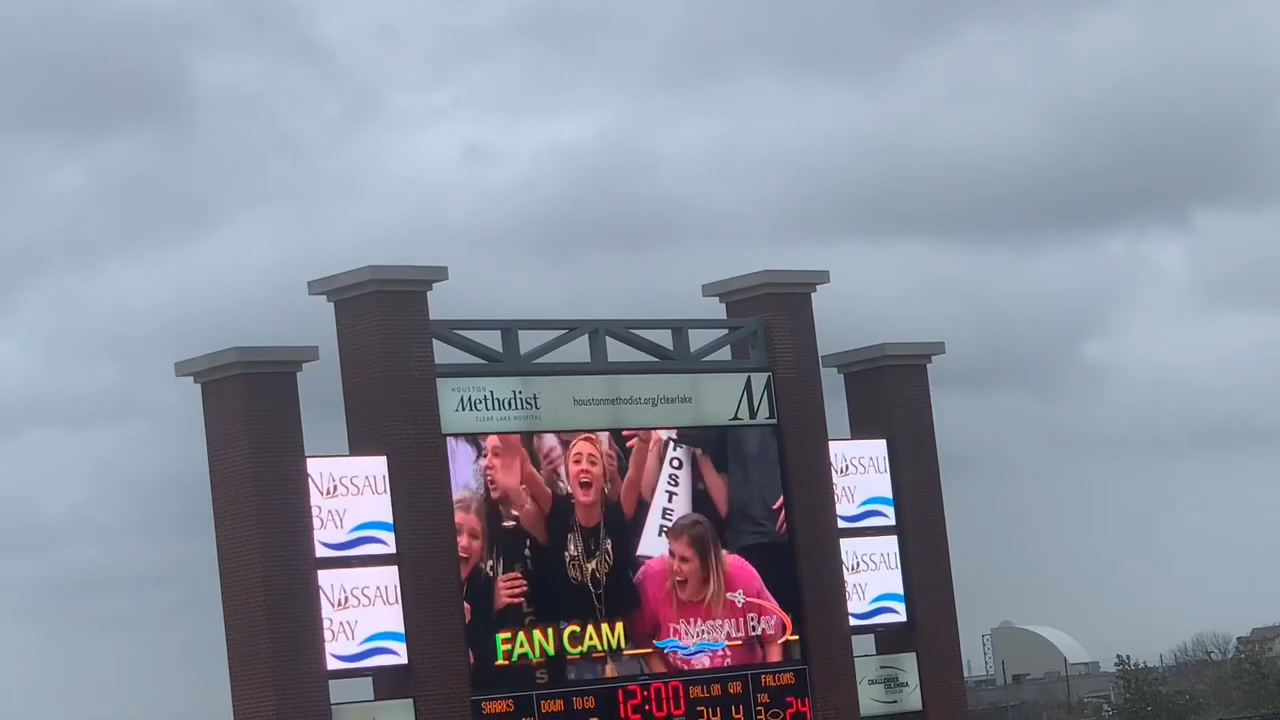 HOUSTON
Methodist
CLEAR LAKE HOSPITAL
houstonmethodist.org/clearlake
M
NASSAU
BAY
NASSAU
BAY
FOSTER
FAN CAM
NASSAU BAY
NASSAU
BAY
NASSAU
BAY
SHARKS
DOWN TO GO
12:00
BALL ON QTR
FALCONS
TOL
3
24
CHALLENGER
COLUMBIA
STADIUM